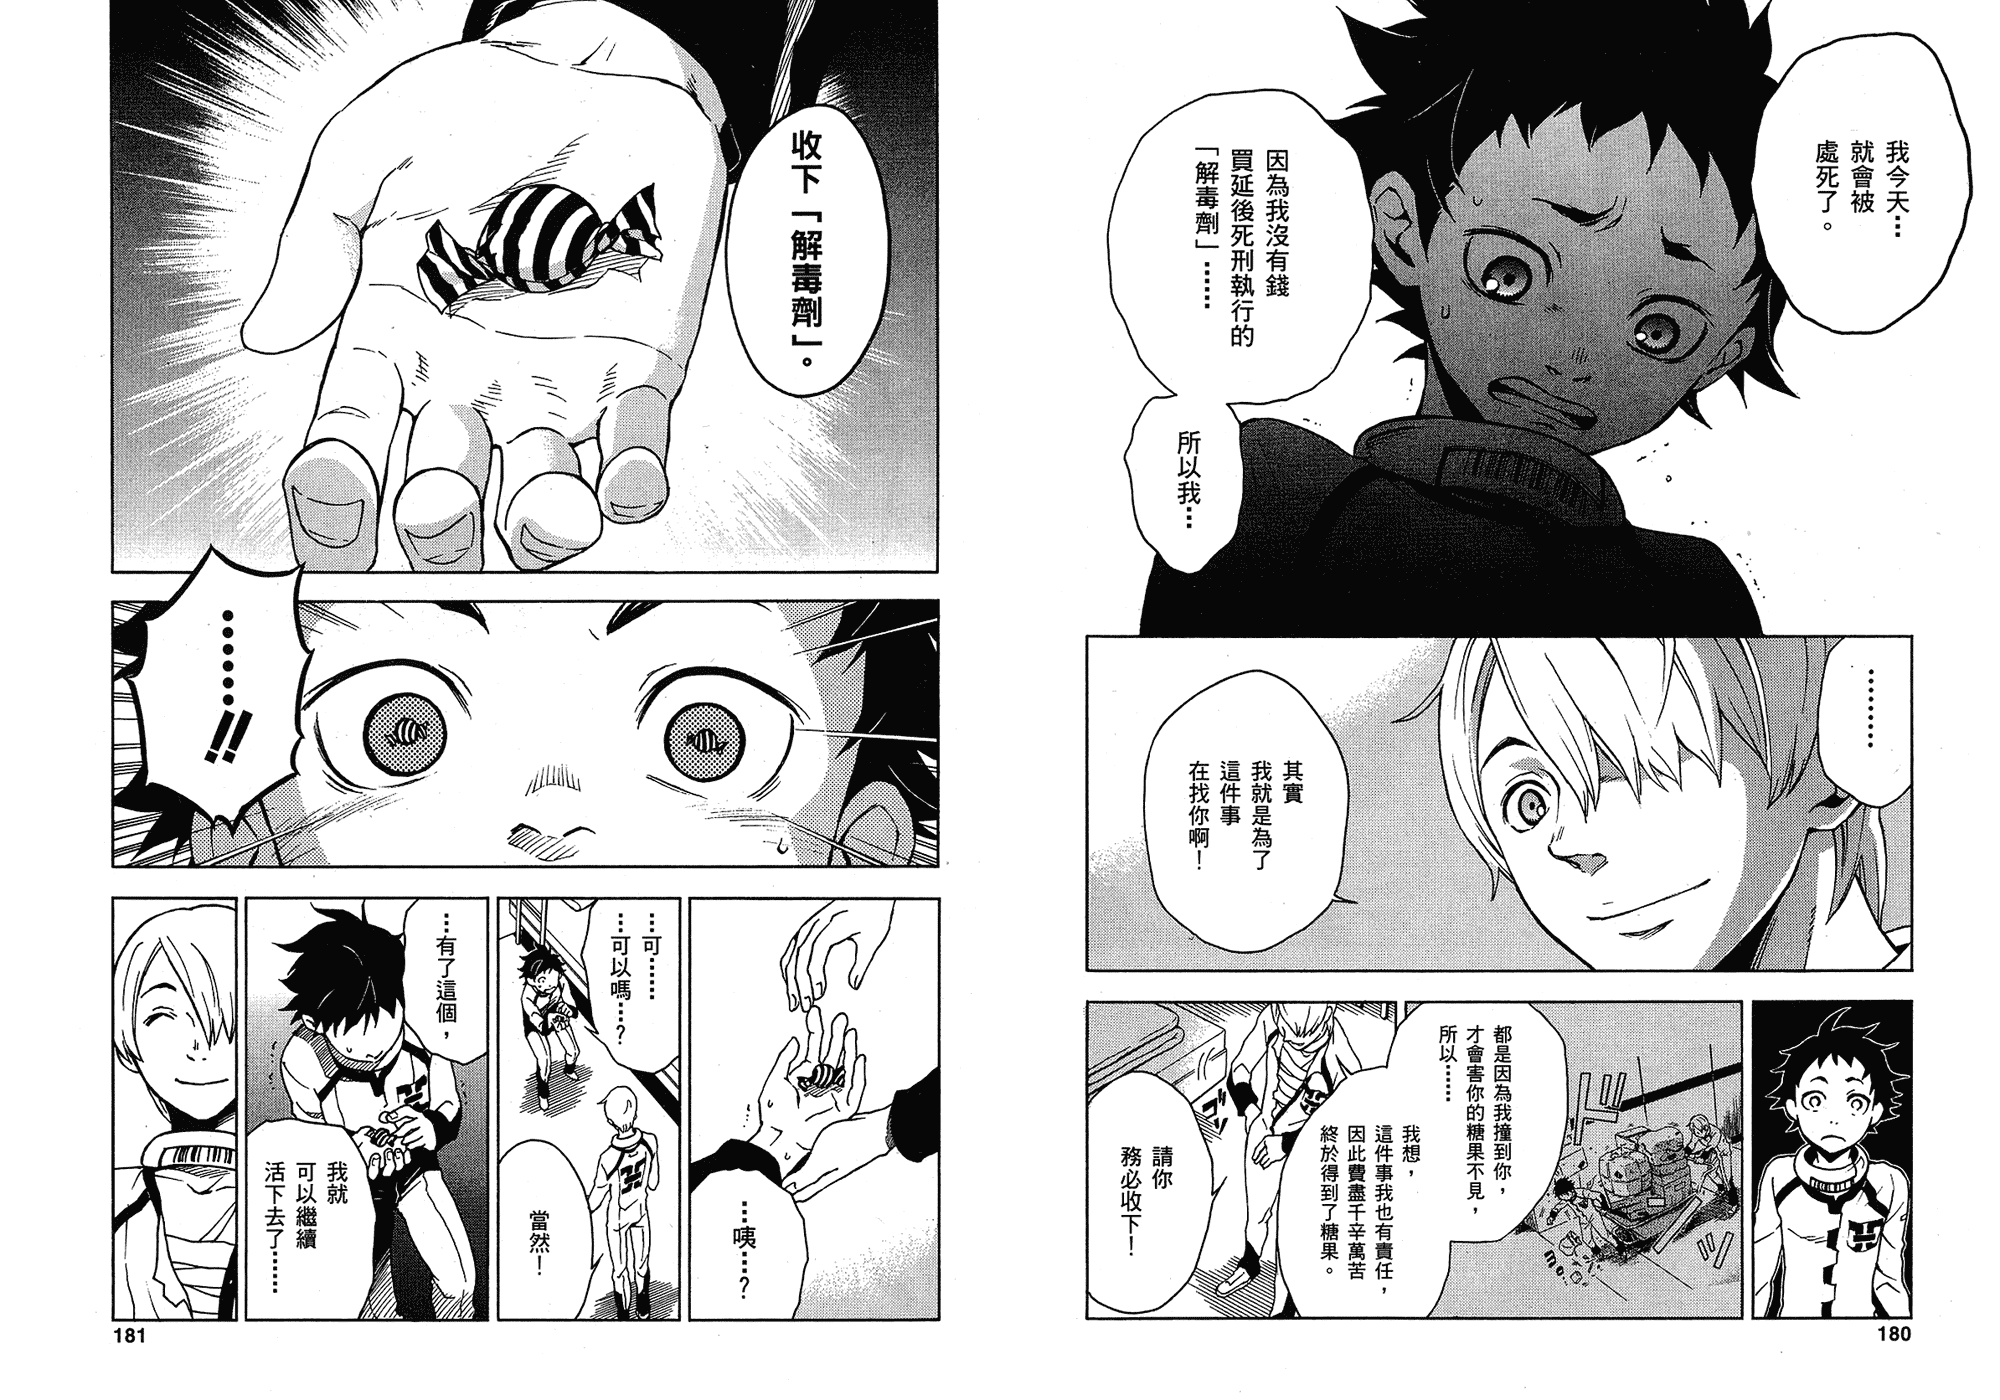 我今天…
就會被
處死了。
因為我沒有錢
買延後死刑執行的
「解毒劑」……
所以我…
………
其實
我就是為了
這件事
在找你啊！
都是因為我撞到你，
才會害你的糖果不見，
所以……
我想，
這件事我也有責任，
因此費盡千辛萬苦
終於得到了糖果。
請你
務必收下！
180
收下「解毒劑」。
……!!
…咦…?
…可……
…可以嗎…?
當然！
…有了這個，
我就
可以繼續
活下去了……
181